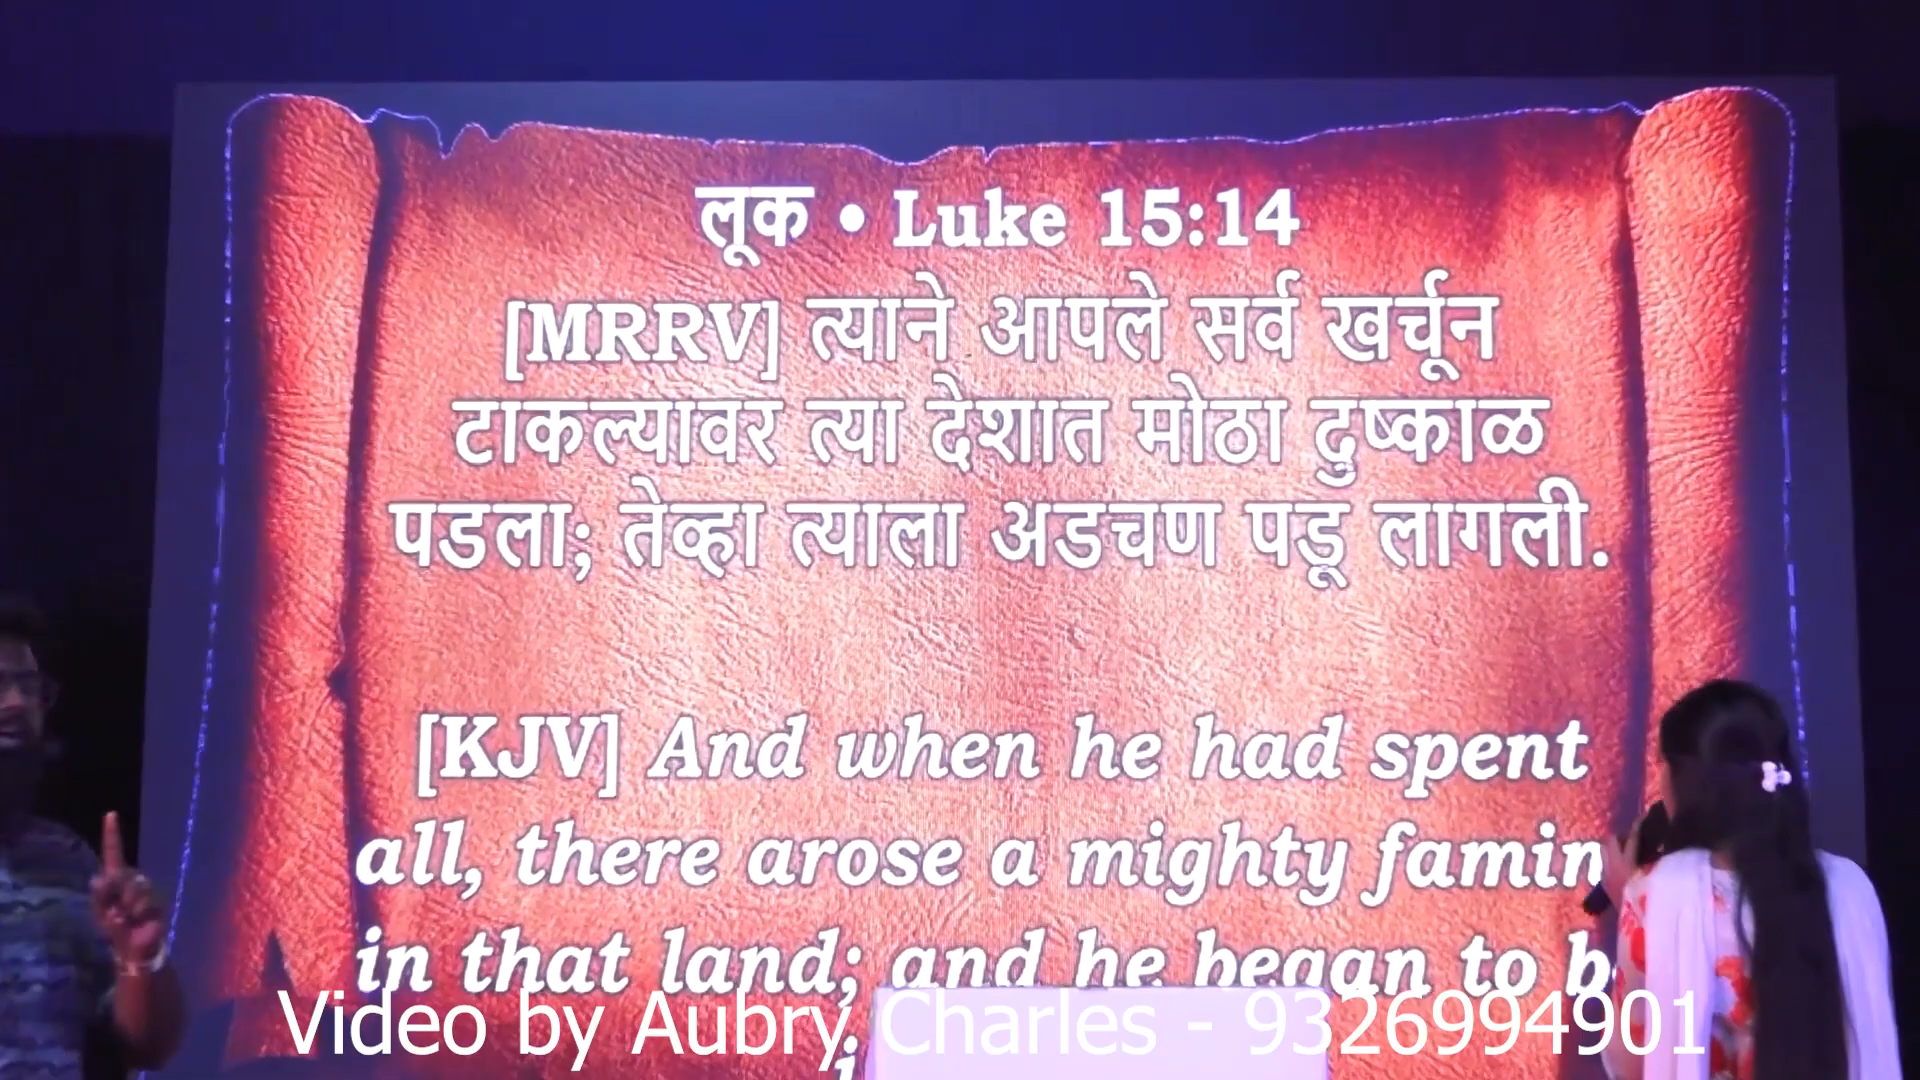 लूक • Luke 15:14
[MRRV] त्याने आपले सर्व खर्चून
टाकल्यावर त्या देशात मोठा दुष्काळ
पडला; तेव्हा त्याला अडचण पडू लागली.
[KJV] And when he had spent
all, there arose a mighty famin
in that land; and he began to b
Video by Aubry Charles - 9326994901